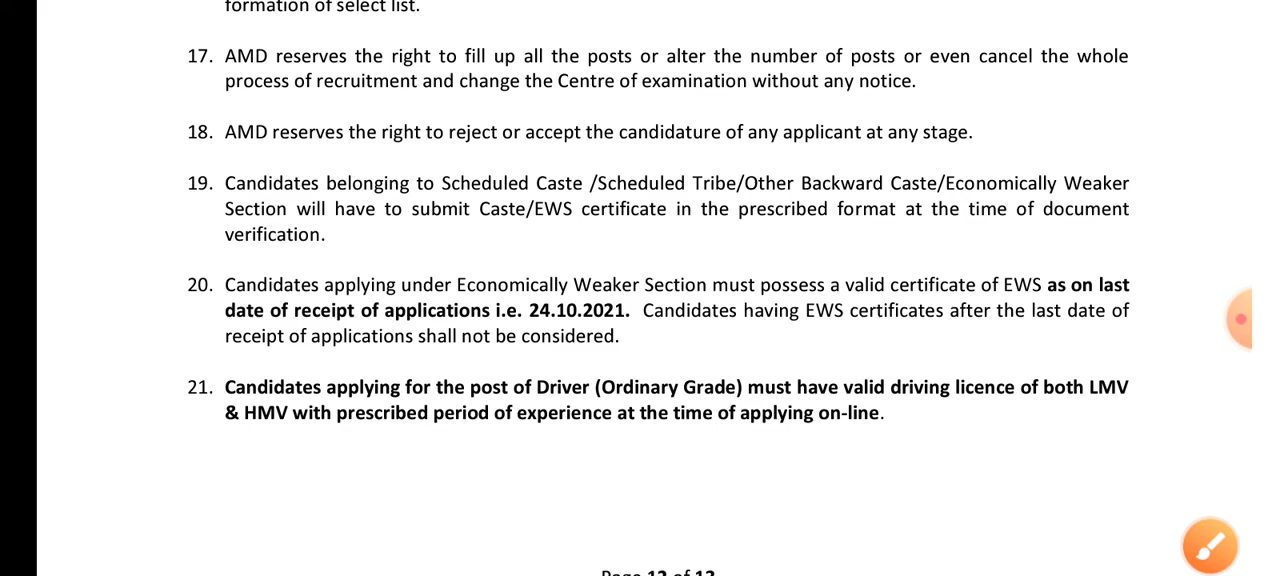 formation of select list.
17. AMD reserves the right to fill up all the posts or alter the number of posts or even cancel the whole
process of recruitment and change the Centre of examination without any notice.
18. AMD reserves the right to reject or accept the candidature of any applicant at any stage.
19. Candidates belonging to Scheduled Caste /Scheduled Tribe/Other Backward Caste/Economically Weaker
Section will have to submit Caste/EWS certificate in the prescribed format at the time of document
verification.
20. Candidates applying under Economically Weaker Section must possess a valid certificate of EWS as on last
date of receipt of applications i.e. 24.10.2021. Candidates having EWS certificates after the last date of
receipt of applications shall not be considered.
21. Candidates applying for the post of Driver (Ordinary Grade) must have valid driving licence of both LMV
& HMV with prescribed period of experience at the time of applying on-line.
Page 12 of 13